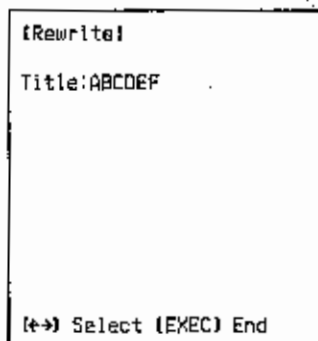 [Rewrite]
Title:ABCDEF
[←→] Select [EXEC] End